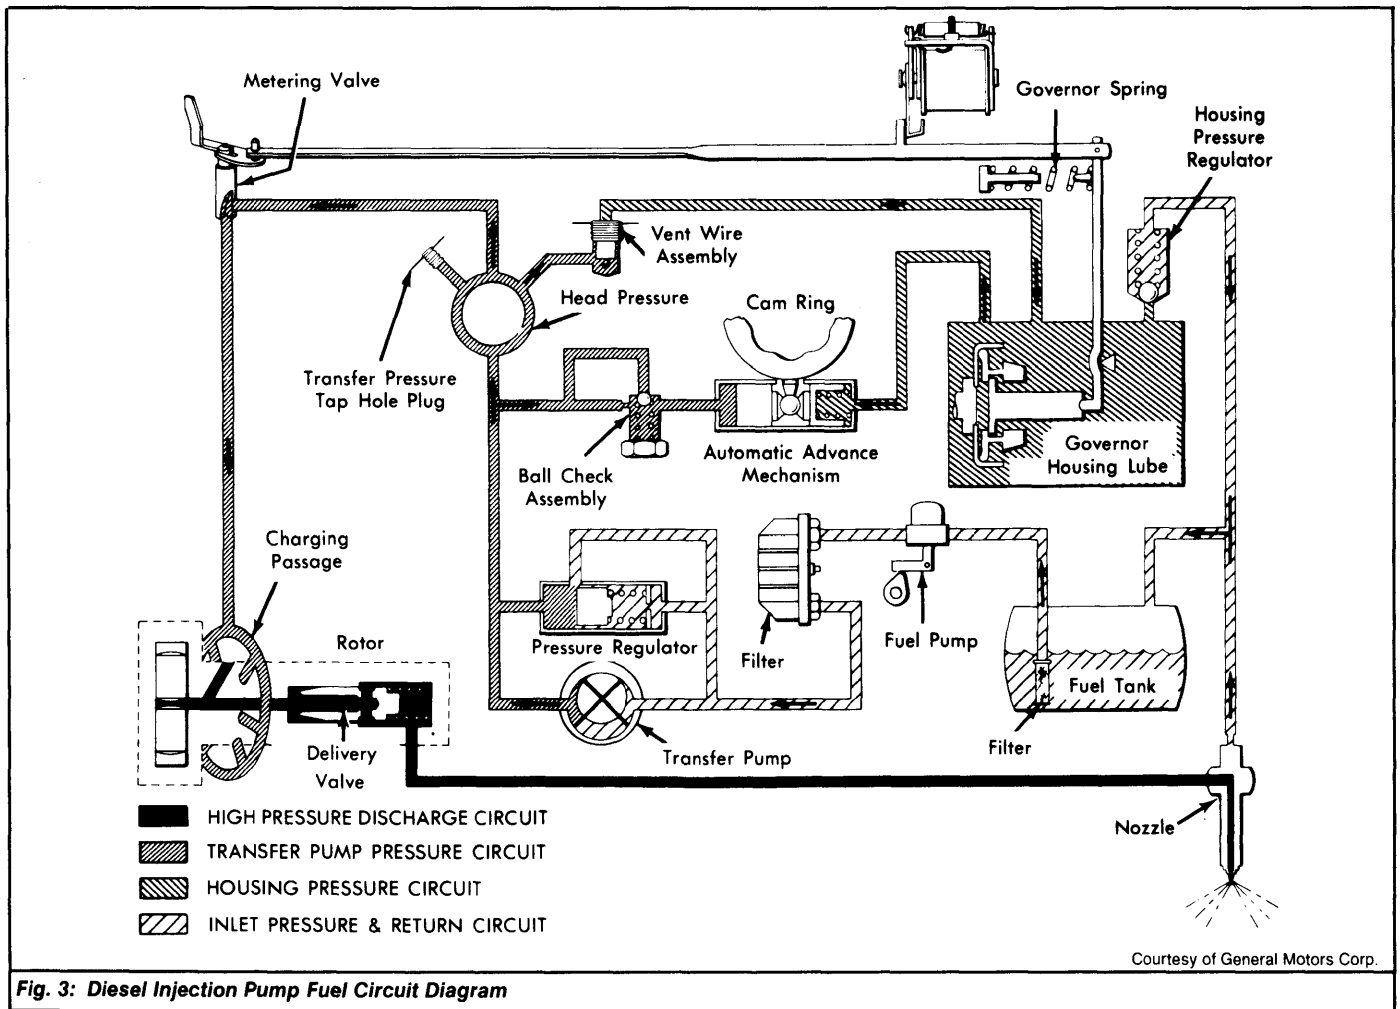 Metering Valve
Governor Spring
Housing
Pressure
Regulator
Vent Wire
Assembly
Head Pressure
Cam Ring
Transfer Pressure
Tap Hole Plug
Automatic Advance
Mechanism
Governor
Housing Lube
Ball Check
Assembly
Charging
Passage
Rotor
Pressure Regulator
Filter
Fuel Pump
Fuel Tank
Filter
Transfer Pump
Delivery
Valve
Nozzle
HIGH PRESSURE DISCHARGE CIRCUIT
TRANSFER PUMP PRESSURE CIRCUIT
HOUSING PRESSURE CIRCUIT
INLET PRESSURE & RETURN CIRCUIT
Courtesy of General Motors Corp.
Fig. 3: Diesel Injection Pump Fuel Circuit Diagram